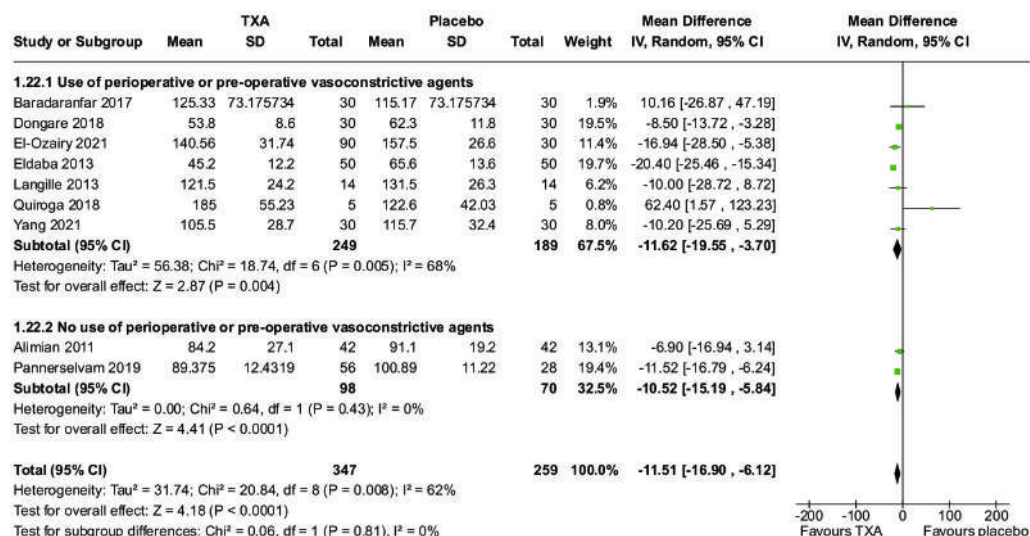 TXA Placebo Mean Difference Mean Difference
Study or Subgroup Mean SD Total Mean SD Total Weight IV, Random, 95% CI IV, Random, 95% CI
1.22.1 Use of perioperative or pre-operative vasoconstrictive agents
Baradaranfar 2017 125.33 73.175734 30 115.17 73.175734 30 1.9% 10.16 [-26.87 , 47.19]
Dongare 2018 53.8 8.6 30 62.3 11.8 30 19.5% -8.50 [-13.72 , -3.28]
El-Ozairy 2021 140.56 31.74 90 157.5 26.6 30 11.4% -16.94 [-28.50 , -5.38]
Eldaba 2013 45.2 12.2 50 65.6 13.6 50 19.7% -20.40 [-25.46 , -15.34]
Langille 2013 121.5 24.2 14 131.5 26.3 14 6.2% -10.00 [-28.72 , 8.72]
Quiroga 2018 185 55.23 5 122.6 42.03 5 0.8% 62.40 [1.57 , 123.23]
Yang 2021 105.5 28.7 30 115.7 32.4 30 8.0% -10.20 [-25.69 , 5.29]
Subtotal (95% CI) 249 189 67.5% -11.62 [-19.55 , -3.70]
Heterogeneity: Tau² = 56.38; Chi² = 18.74, df = 6 (P = 0.005); I² = 68%
Test for overall effect: Z = 2.87 (P = 0.004)
1.22.2 No use of perioperative or pre-operative vasoconstrictive agents
Alimian 2011 84.2 27.1 42 91.1 19.2 42 13.1% -6.90 [-16.94 , 3.14]
Pannerselvam 2019 89.375 12.4319 56 100.89 11.22 28 19.4% -11.52 [-16.79 , -6.24]
Subtotal (95% CI) 98 70 32.5% -10.52 [-15.19 , -5.84]
Heterogeneity: Tau² = 0.00; Chi² = 0.64, df = 1 (P = 0.43); I² = 0%
Test for overall effect: Z = 4.41 (P < 0.0001)
Total (95% CI) 347 259 100.0% -11.51 [-16.90 , -6.12]
Heterogeneity: Tau² = 31.74; Chi² = 20.84, df = 8 (P = 0.008); I² = 62%
Test for overall effect: Z = 4.18 (P < 0.0001)
-200 -100 0 100 200
Test for subgroup differences: Chi² = 0.06, df = 1 (P = 0.81), I² = 0%
Favours TXA Favours placebo